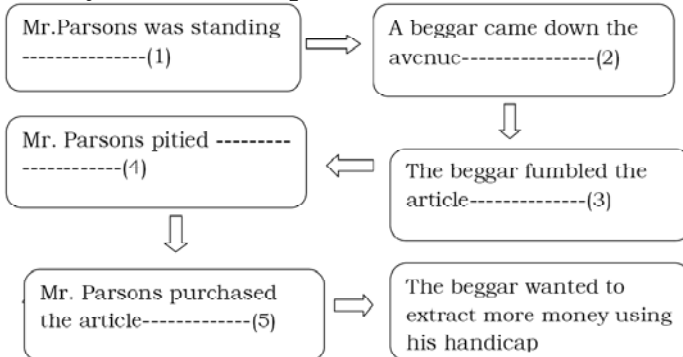 Mr.Parsons was standing
---------------(1)
A beggar came down the
avenue----------------(2)
Mr. Parsons pitied ---------
------------(4)
The beggar fumbled the
article--------------(3)
Mr. Parsons purchased
the article-------------(5)
The beggar wanted to
extract more money using
his handicap